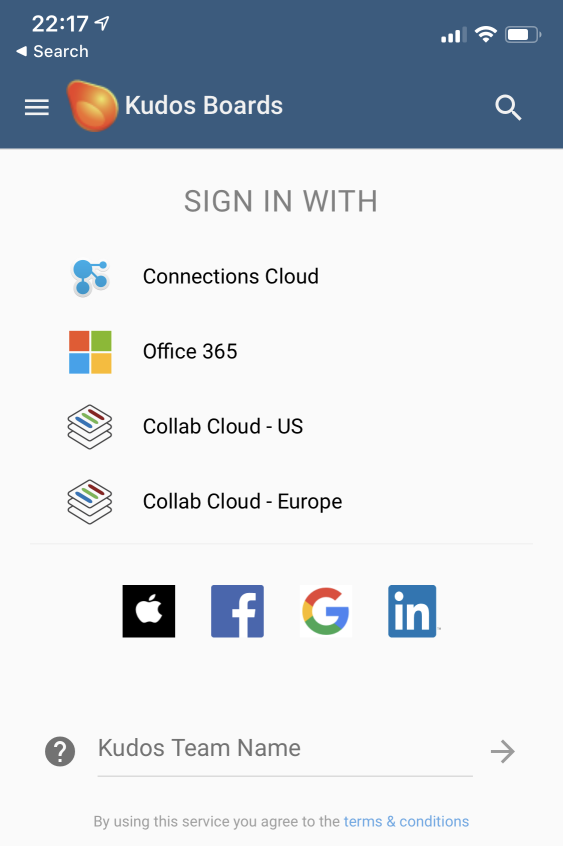 22:17
Search
Kudos Boards
SIGN IN WITH
Connections Cloud
Office 365
Collab Cloud - US
Collab Cloud - Europe
f G in
? Kudos Team Name
By using this service you agree to the terms & conditions